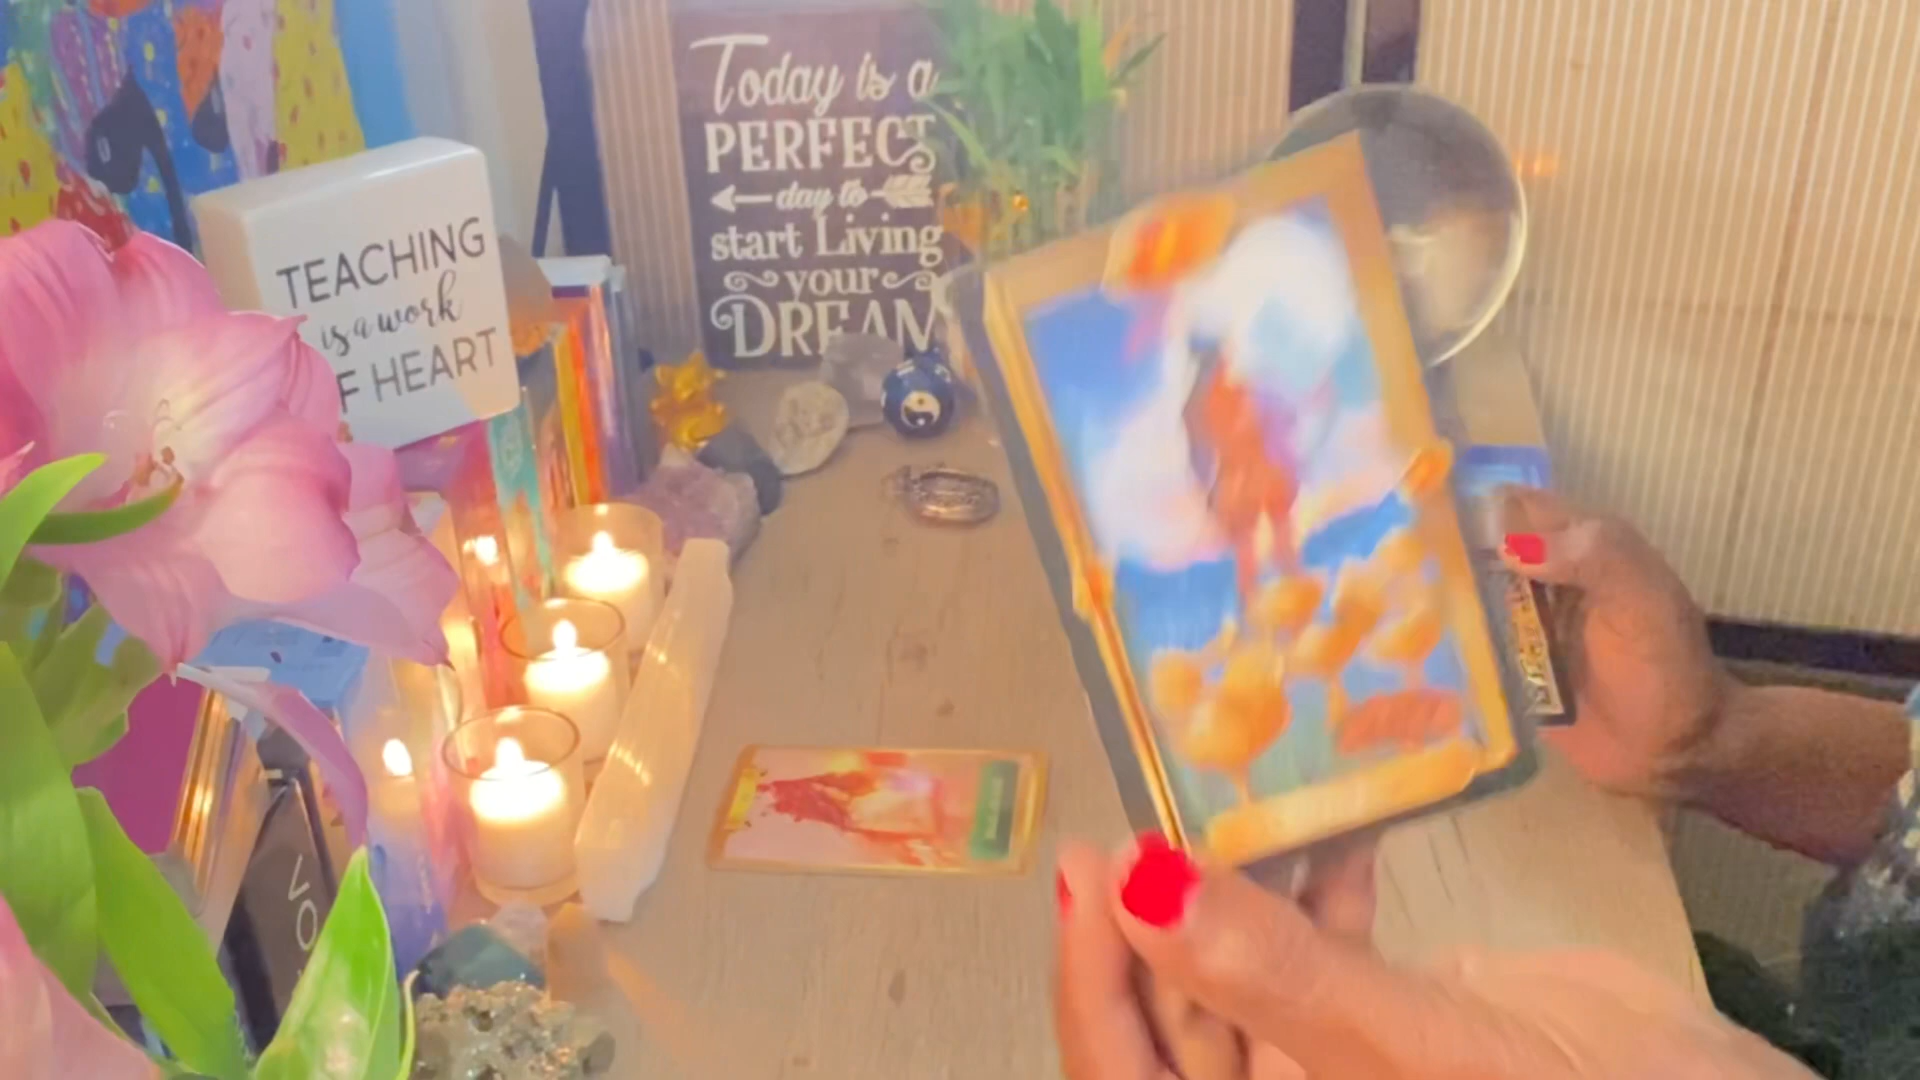 Today is a
PERFECT
day to
start Living
your
DREAM
TEACHING
is a work
OF HEART